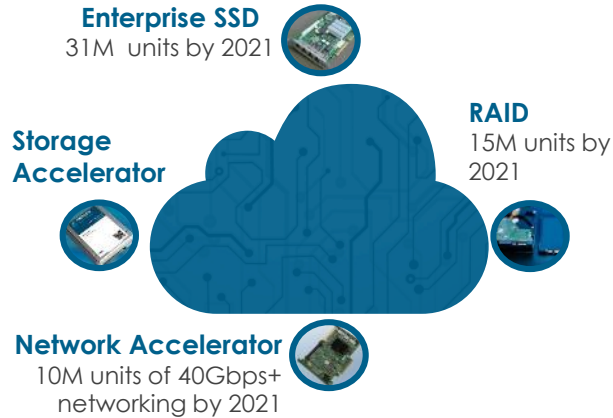 Enterprise SSD
31M units by 2021
RAID
15M units by
2021
Storage
Accelerator
Network Accelerator
10M units of 40Gbps+
networking by 2021